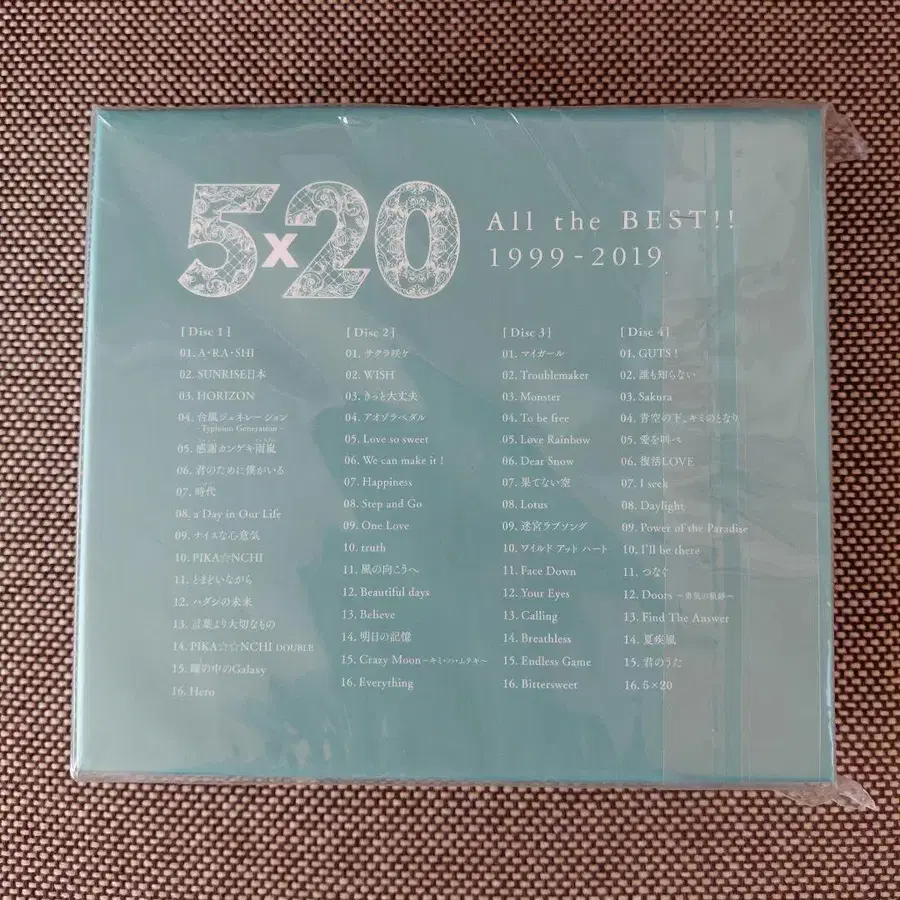 5x20
All the BEST!!
1999-2019
[Disc 1]
01. A・RA・SHI
02. SUNRISE日本
03. HORIZON
04. 台風ジェネレーション
- Typhoon Generation -
05. 感謝カンゲキ雨嵐
06. 君のために僕がいる
07. 時代
08. a Day in Our Life
09. ナイスな心意気
10. PIKA☆NCHI
11. とまどいながら
12. ハダシの未来
13. 言葉より大切なもの
14. PIKA☆☆NCHI DOUBLE
15. 瞳の中のGalaxy
16. Hero
[Disc 2]
01. サクラ咲ケ
02. WISH
03. きっと大丈夫
04. アオゾラペダル
05. Love so sweet
06. We can make it !
07. Happiness
08. Step and Go
09. One Love
10. truth
11. 風の向こうへ
12. Beautiful days
13. Believe
14. 明日の記憶
15. Crazy Moon ～キミ・ハ・ムテキ～
16. Everything
[Disc 3]
01. マイガール
02. Troublemaker
03. Monster
04. To be free
05. Løve Rainbow
06. Dear Snow
07. 果てない空
08. Lotus
09. 迷宮ラブソング
10. ワイルド アット ハート
11. Face Down
12. Your Eyes
13. Calling
14. Breathless
15. Endless Game
16. Bittersweet
[Disc 4]
01. GUTS !
02. 誰も知らない
03. Sakura
04. 青空の下、キミのとなり
05. 愛を叫べ
06. 復活LOVE
07. I seek
08. Daylight
09. Power of the Paradise
10. I'll be there
11. つなぐ
12. Doors ～勇気の軌跡～
13. Find The Answer
14. 夏疾風
15. 君のうた
16. 5×20